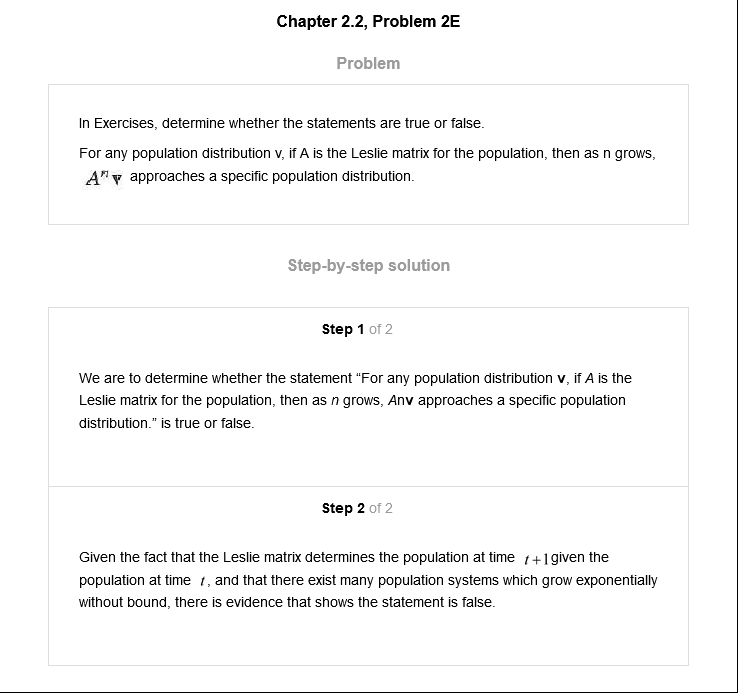 Chapter 2.2, Problem 2E
Problem
In Exercises, determine whether the statements are true or false.
For any population distribution v, if A is the Leslie matrix for the population, then as n grows,
Aⁿ v approaches a specific population distribution.
Step-by-step solution
Step 1 of 2
We are to determine whether the statement “For any population distribution v, if A is the
Leslie matrix for the population, then as n grows, Anv approaches a specific population
distribution.” is true or false.
Step 2 of 2
Given the fact that the Leslie matrix determines the population at time t+1given the
population at time t, and that there exist many population systems which grow exponentially
without bound, there is evidence that shows the statement is false.